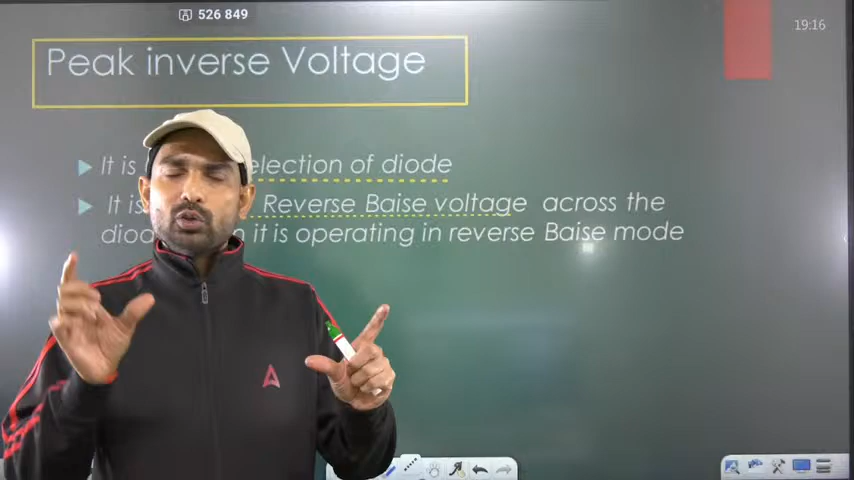 526 849
19:16
Peak inverse Voltage
It is election of diode
It is Reverse Baise voltage across the
diod it is operating in reverse Baise mode